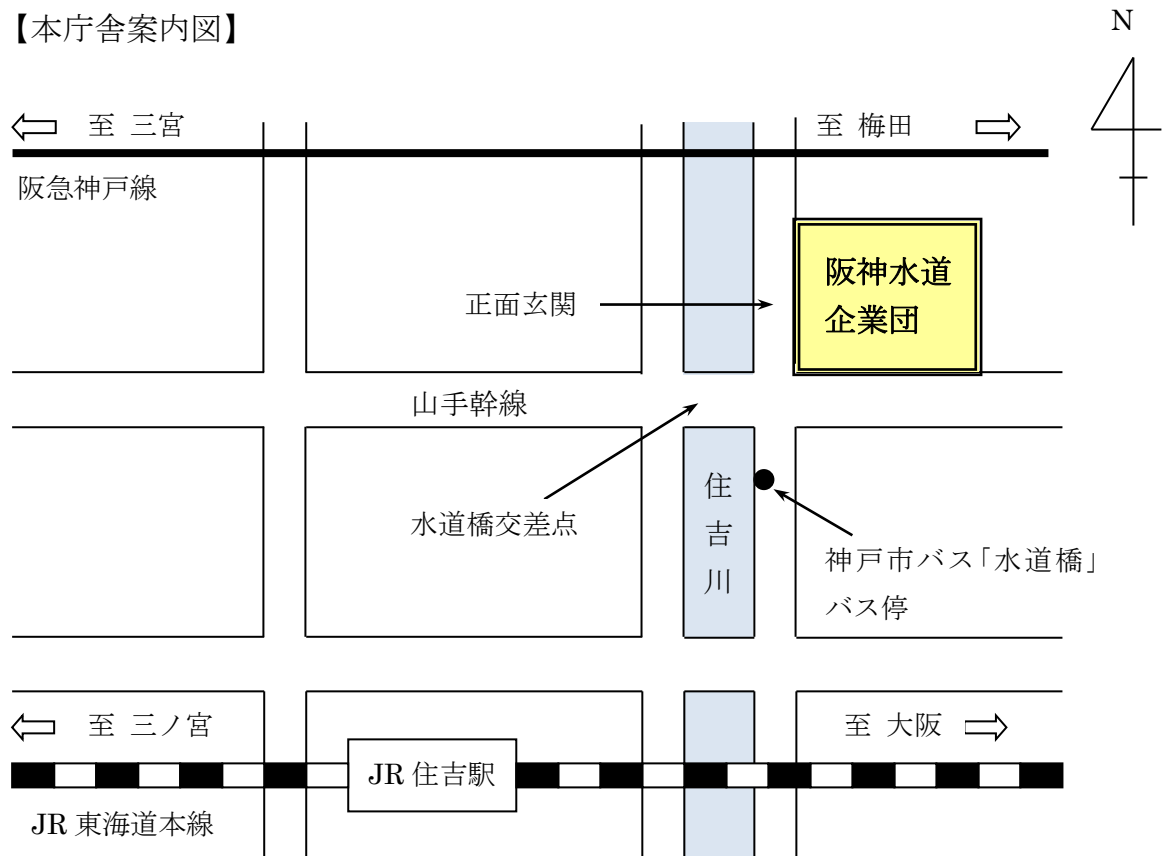 【本庁舎案内図】
N
至 三宮
至 梅田
阪急神戸線
阪神水道
企業団
正面玄関
山手幹線
水道橋交差点
住吉川
神戸市バス「水道橋」
バス停
至 三ノ宮
至 大阪
JR 住吉駅
JR 東海道本線